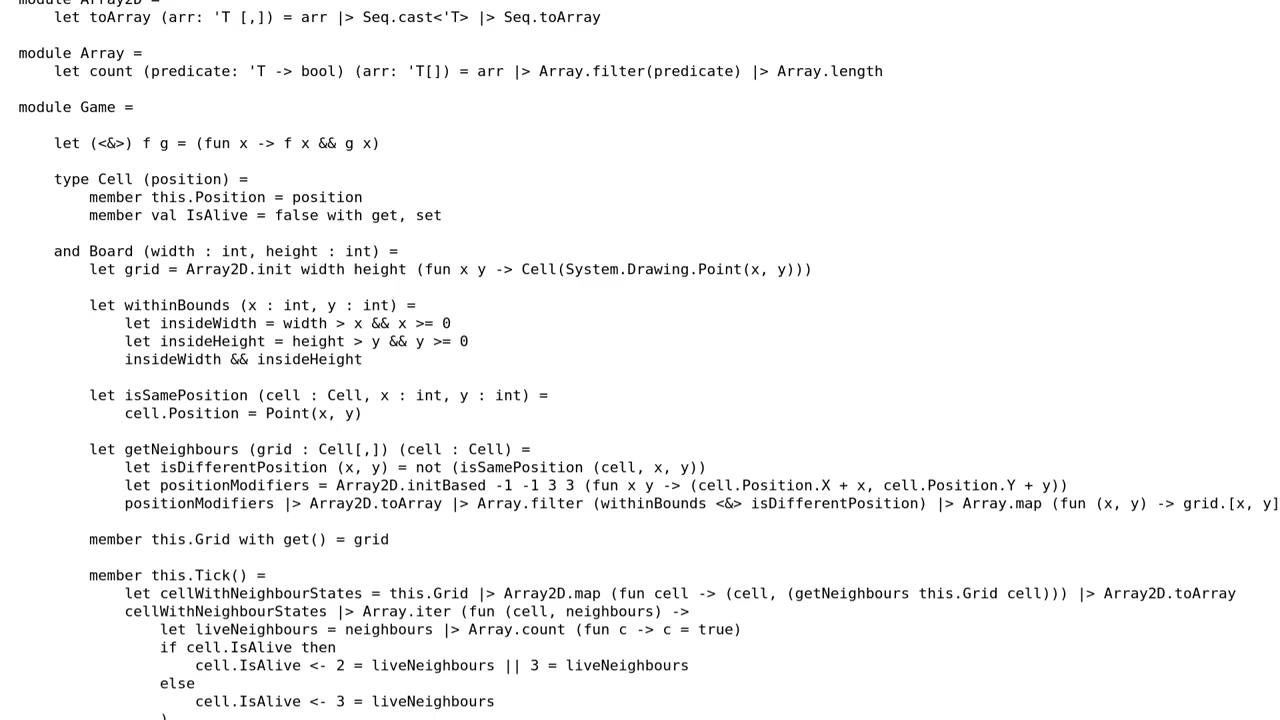 module Array2D =
    let toArray (arr: 'T [,]) = arr |> Seq.cast<'T> |> Seq.toArray

module Array =
    let count (predicate: 'T -> bool) (arr: 'T[]) = arr |> Array.filter(predicate) |> Array.length

module Game =

    let (<&>) f g = (fun x -> f x && g x)

    type Cell (position) =
        member this.Position = position
        member val IsAlive = false with get, set

    and Board (width : int, height : int) =
        let grid = Array2D.init width height (fun x y -> Cell(System.Drawing.Point(x, y)))

        let withinBounds (x : int, y : int) =
            let insideWidth = width > x && x >= 0
            let insideHeight = height > y && y >= 0
            insideWidth && insideHeight

        let isSamePosition (cell : Cell, x : int, y : int) =
            cell.Position = Point(x, y)

        let getNeighbours (grid : Cell[,]) (cell : Cell) =
            let isDifferentPosition (x, y) = not (isSamePosition (cell, x, y))
            let positionModifiers = Array2D.initBased -1 -1 3 3 (fun x y -> (cell.Position.X + x, cell.Position.Y + y))
            positionModifiers |> Array2D.toArray |> Array.filter (withinBounds <&> isDifferentPosition) |> Array.map (fun (x, y) -> grid.[x, y]

        member this.Grid with get() = grid

        member this.Tick() =
            let cellWithNeighbourStates = this.Grid |> Array2D.map (fun cell -> (cell, (getNeighbours this.Grid cell))) |> Array2D.toArray
            cellWithNeighbourStates |> Array.iter (fun (cell, neighbours) ->
                let liveNeighbours = neighbours |> Array.count (fun c -> c = true)
                if cell.IsAlive then
                    cell.IsAlive <- 2 = liveNeighbours || 3 = liveNeighbours
                else
                    cell.IsAlive <- 3 = liveNeighbours
                )